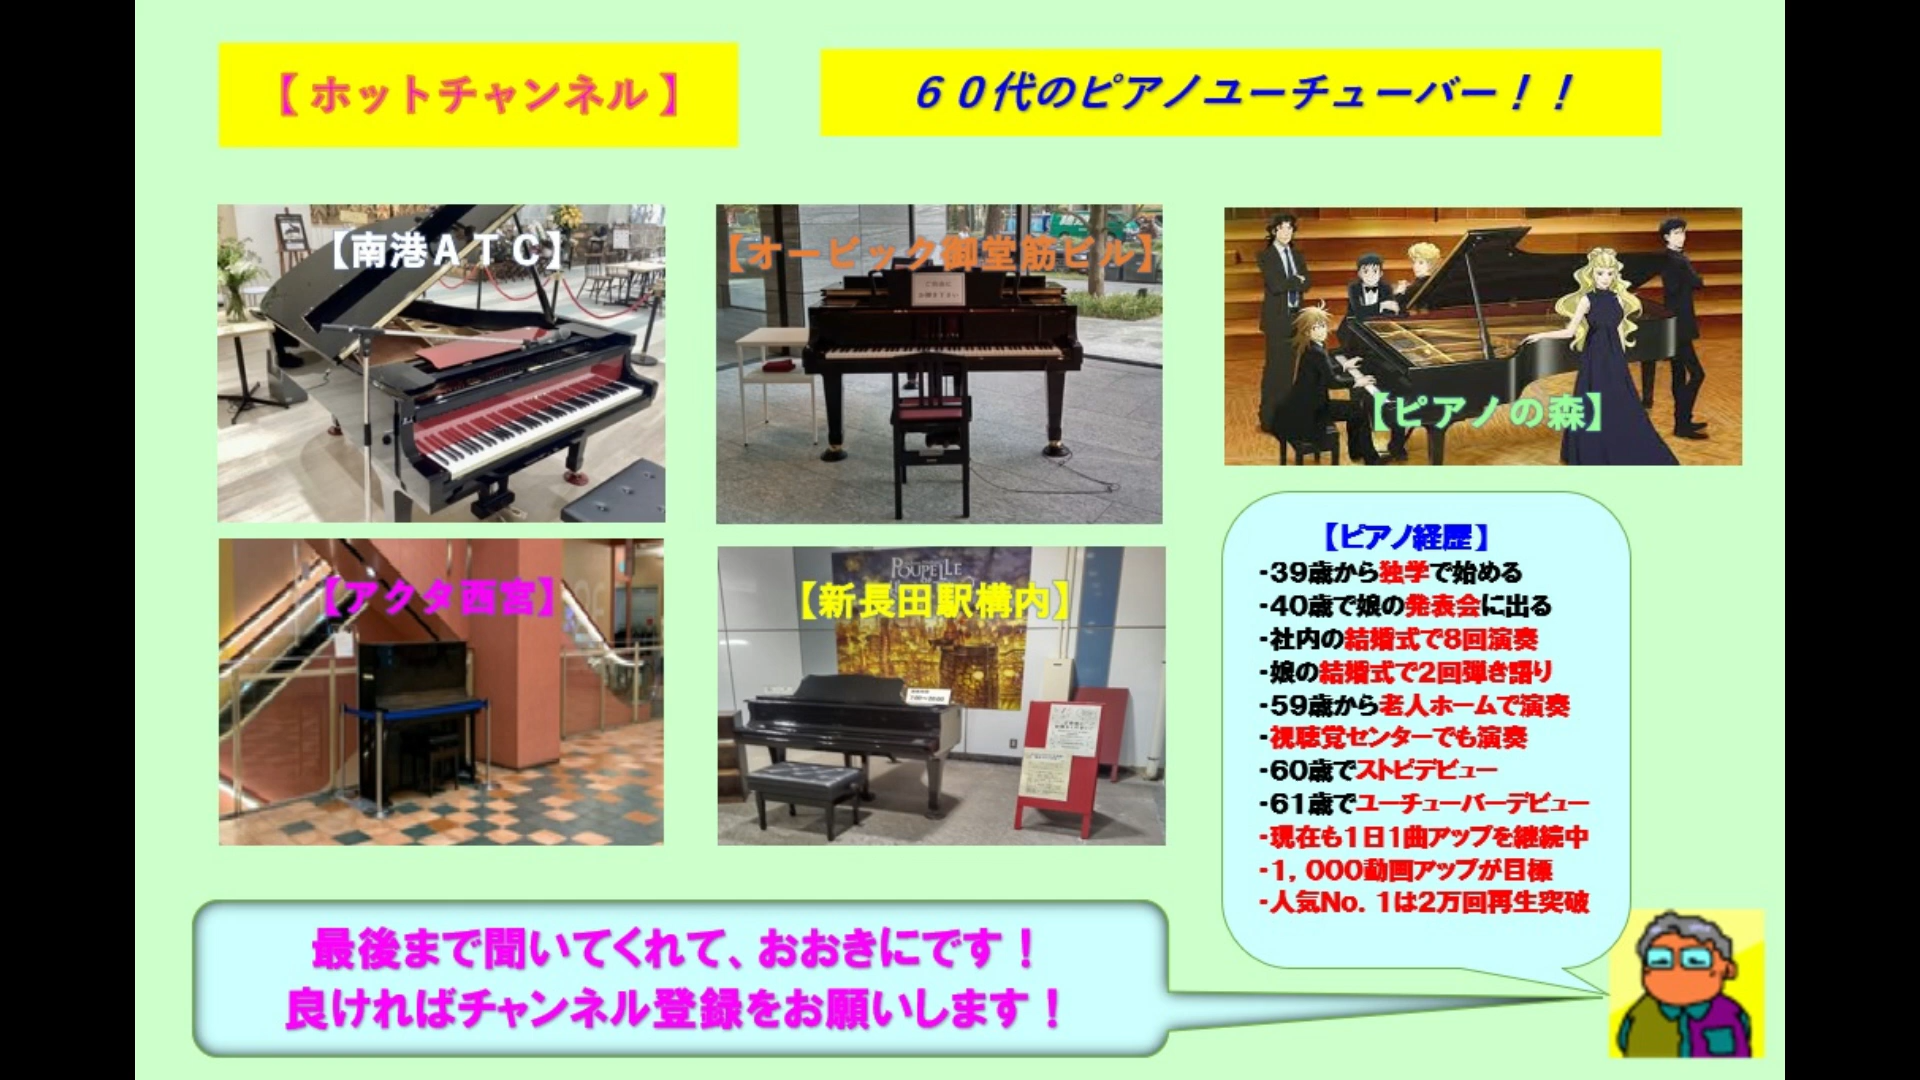 【ホットチャンネル】
６０代のピアノユーチューバー！！
【南港ＡＴＣ】
【オービック御堂筋ビル】
【ピアノの森】
【アクタ西宮】
POUPELLE
【新長田駅構内】
【ピアノ経歴】
・39歳から独学で始める
・40歳で娘の発表会に出る
・社内の結婚式で8回演奏
・娘の結婚式で2回弾き語り
・59歳から老人ホームで演奏
・視聴覚センターでも演奏
・60歳でストピデビュー
・61歳でユーチューバーデビュー
・現在も1日1曲アップを継続中
・1，000動画アップが目標
・人気No．1は2万回再生突破
最後まで聞いてくれて、おおきにです！
良ければチャンネル登録をお願いします！